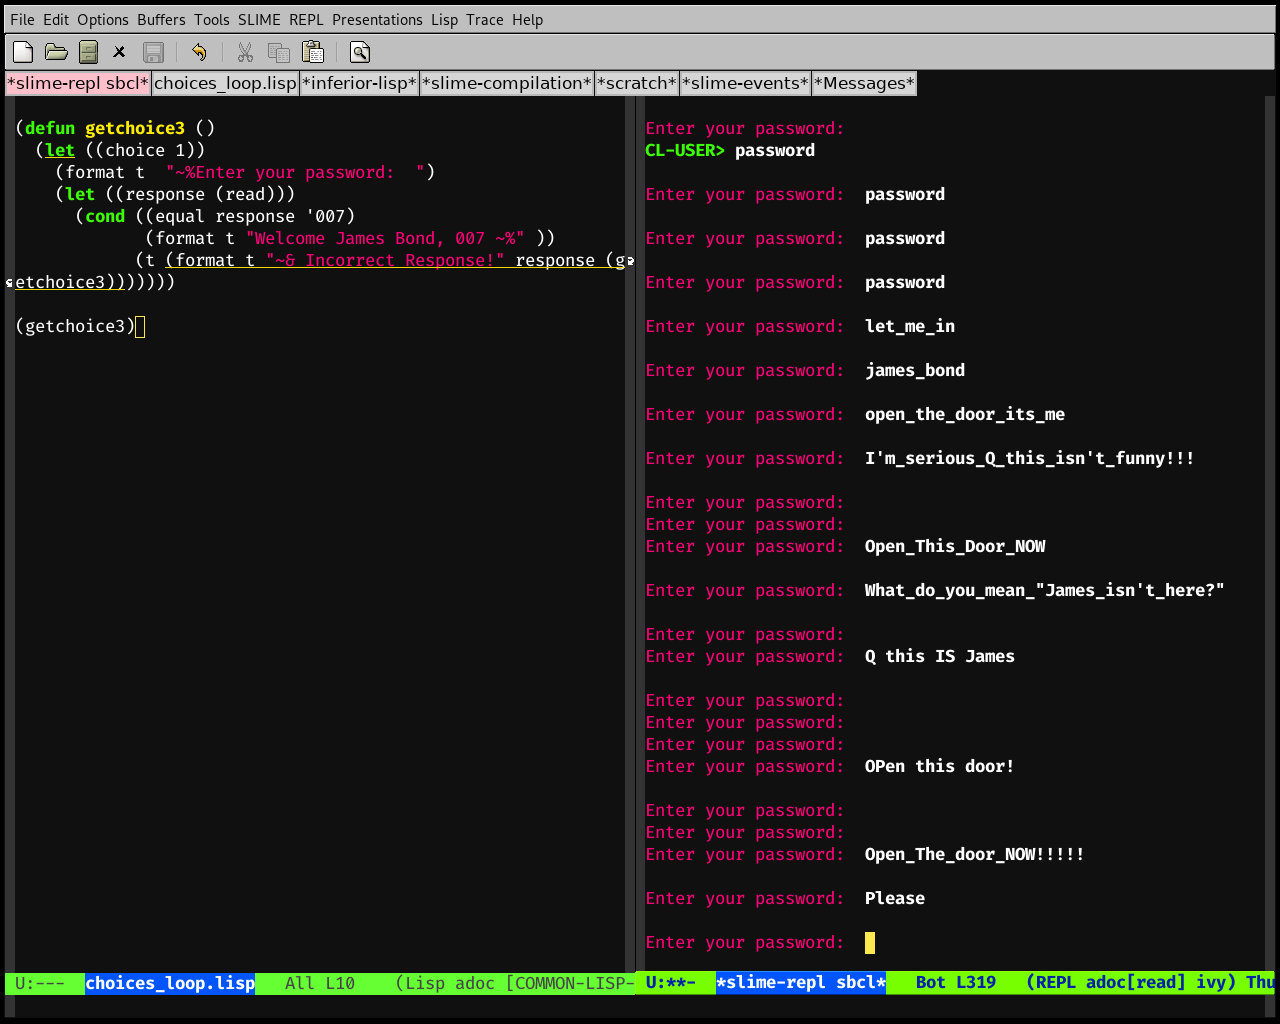 File Edit Options Buffers Tools SLIME REPL Presentations Lisp Trace Help
*slime-repl sbcl* choices_loop.lisp *inferior-lisp* *slime-compilation* *scratch* *slime-events* *Messages*
(defun getchoice3 ()
(let ((choice 1))
(format t  "~%Enter your password:  ")
(let ((response (read)))
(cond ((equal response '007)
(format t "Welcome James Bond, 007 ~%" ))
(t (format t "~& Incorrect Response!" response (g
etchoice3)))))))
(getchoice3)
U:---  choices_loop.lisp   All L10    (Lisp adoc [COMMON-LISP-
Enter your password:
CL-USER> password
Enter your password:  password
Enter your password:  password
Enter your password:  password
Enter your password:  let_me_in
Enter your password:  james_bond
Enter your password:  open_the_door_its_me
Enter your password:  I'm_serious_Q_this_isn't_funny!!!
Enter your password:
Enter your password:
Enter your password:  Open_This_Door_NOW
Enter your password:  What_do_you_mean_"James_isn't_here?"
Enter your password:
Enter your password:  Q this IS James
Enter your password:
Enter your password:
Enter your password:
Enter your password:  OPen this door!
Enter your password:
Enter your password:
Enter your password:  Open_The_door_NOW!!!!!
Enter your password:  Please
Enter your password:
U:**-  *slime-repl sbcl*   Bot L319   (REPL adoc[read] ivy) Thu